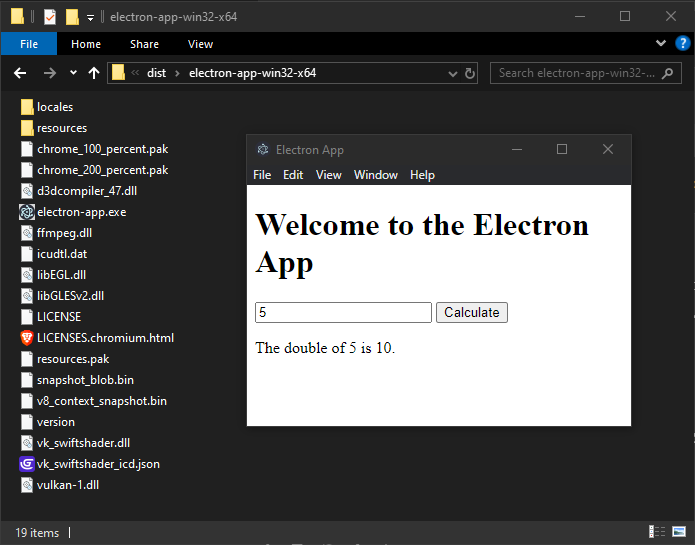 electron-app-win32-x64
File Home Share View
dist electron-app-win32-x64 Search electron-app-win32-...
locales
resources
chrome_100_percent.pak
chrome_200_percent.pak
d3dcompiler_47.dll
electron-app.exe
ffmpeg.dll
icudtl.dat
libEGL.dll
libGLESv2.dll
LICENSE
LICENSES.chromium.html
resources.pak
snapshot_blob.bin
v8_context_snapshot.bin
version
vk_swiftshader.dll
vk_swiftshader_icd.json
vulkan-1.dll
Electron App
File Edit View Window Help
Welcome to the Electron
App
5 Calculate
The double of 5 is 10.
19 items